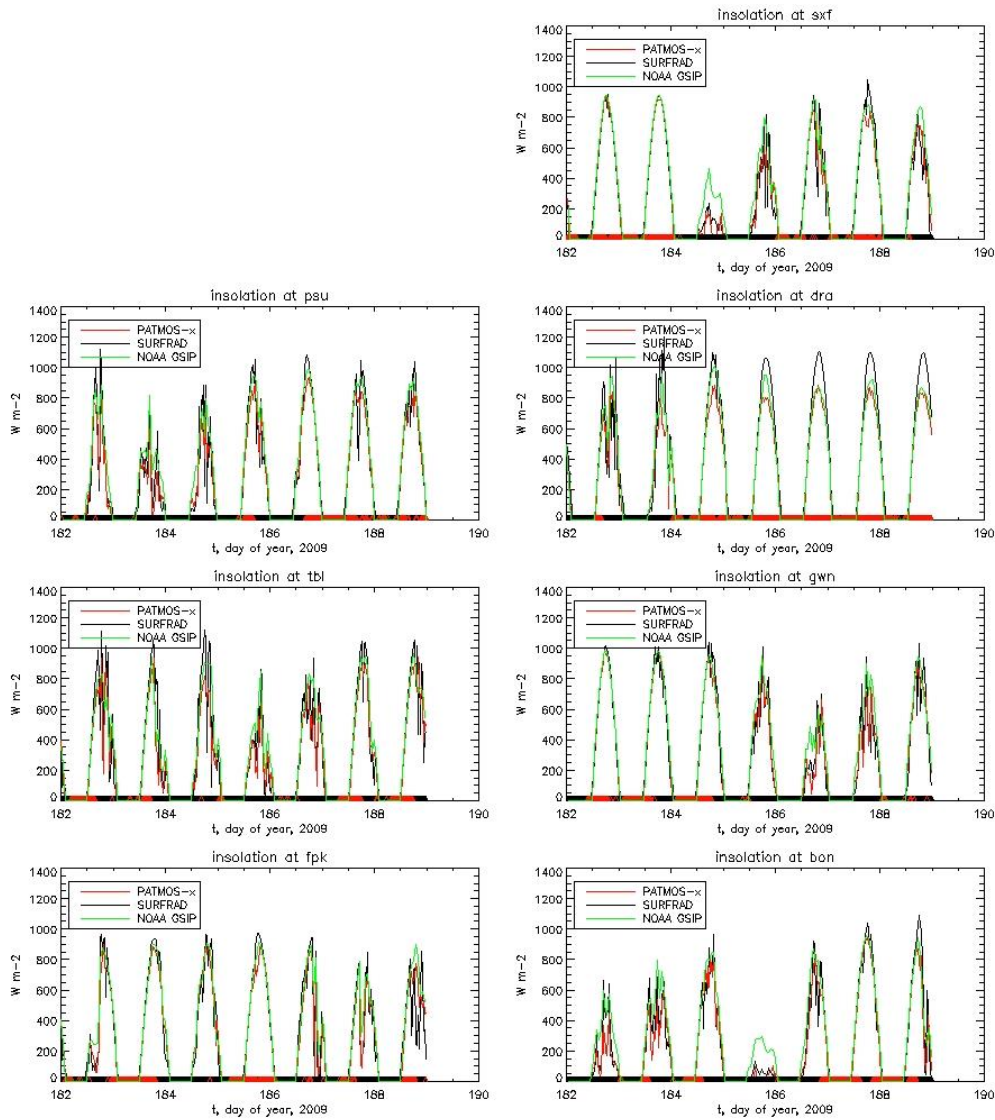 insolation at sxf
1400
1200
1000
800
600
400
200
0
W m-2
PATMOS-x
SURFRAD
NOAA GSIP
182 184 186 188 190
t, day of year, 2009
insolation at psu
1400
1200
1000
800
600
400
200
0
W m-2
PATMOS-x
SURFRAD
NOAA GSIP
182 184 186 188 190
t, day of year, 2009
insolation at dra
1400
1200
1000
800
600
400
200
0
W m-2
PATMOS-x
SURFRAD
NOAA GSIP
182 184 186 188 190
t, day of year, 2009
insolation at tbl
1400
1200
1000
800
600
400
200
0
W m-2
PATMOS-x
SURFRAD
NOAA GSIP
182 184 186 188 190
t, day of year, 2009
insolation at gwn
1400
1200
1000
800
600
400
200
0
W m-2
PATMOS-x
SURFRAD
NOAA GSIP
182 184 186 188 190
t, day of year, 2009
insolation at fpk
1400
1200
1000
800
600
400
200
0
W m-2
PATMOS-x
SURFRAD
NOAA GSIP
182 184 186 188 190
t, day of year, 2009
insolation at bon
1400
1200
1000
800
600
400
200
0
W m-2
PATMOS-x
SURFRAD
NOAA GSIP
182 184 186 188 190
t, day of year, 2009